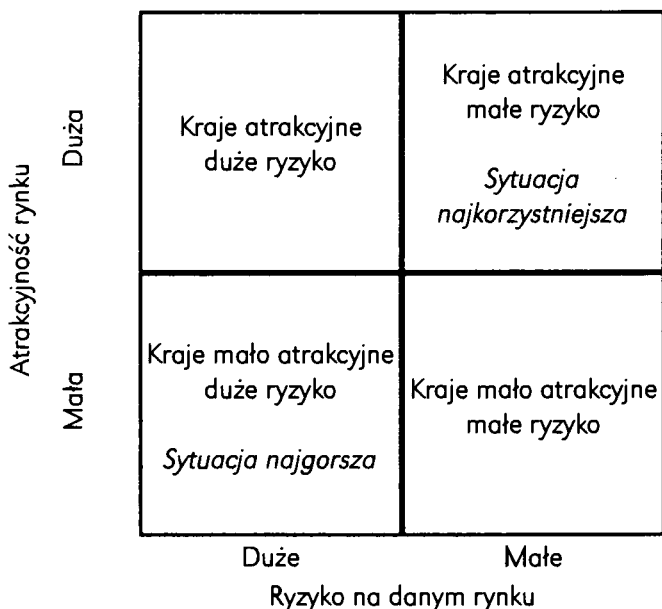 Atrakcyjność rynku
Duża
Mała
Kraje atrakcyjne
duże ryzyko
Kraje atrakcyjne
małe ryzyko
Sytuacja
najkorzystniejsza
Kraje mało atrakcyjne
duże ryzyko
Sytuacja najgorsza
Kraje mało atrakcyjne
małe ryzyko
Duże
Małe
Ryzyko na danym rynku